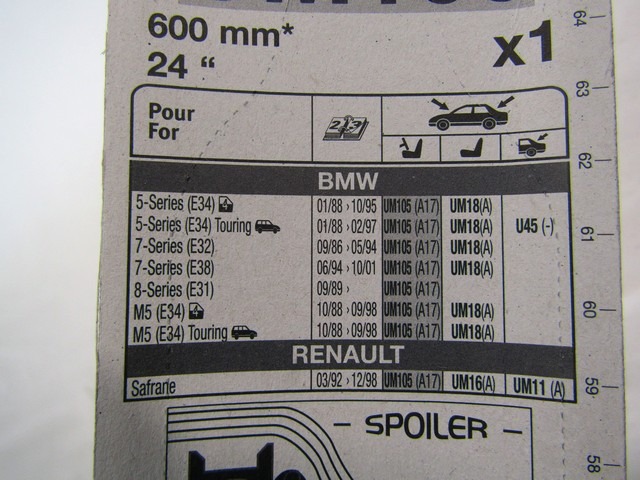 600 mm*
24 “
x1
Pour
For
BMW
5-Series (E34) 01/88 › 10/95 UM105 (A17) UM18(A)
5-Series (E34) Touring 01/88 › 02/97 UM105 (A17) UM18(A) U45 (-)
7-Series (E32) 09/86 › 05/94 UM105 (A17) UM18(A)
7-Series (E38) 06/94 › 10/01 UM105 (A17) UM18(A)
8-Series (E31) 09/89 › UM105 (A17)
M5 (E34) 10/88 › 09/98 UM105 (A17) UM18(A)
M5 (E34) Touring 10/88 › 09/98 UM105 (A17) UM18(A)
RENAULT
Safrane 03/92 › 12/98 UM105 (A17) UM16(A) UM11 (A)
- SPOILER -
64
63
62
61
60
59
58